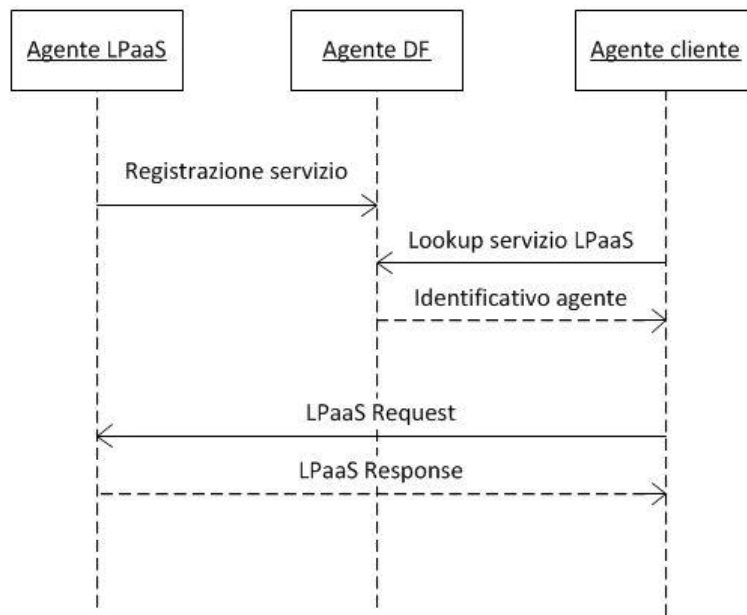 Agente LPaaS
Agente DF
Agente cliente
Registrazione servizio
Lookup servizio LPaaS
Identificativo agente
LPaaS Request
LPaaS Response